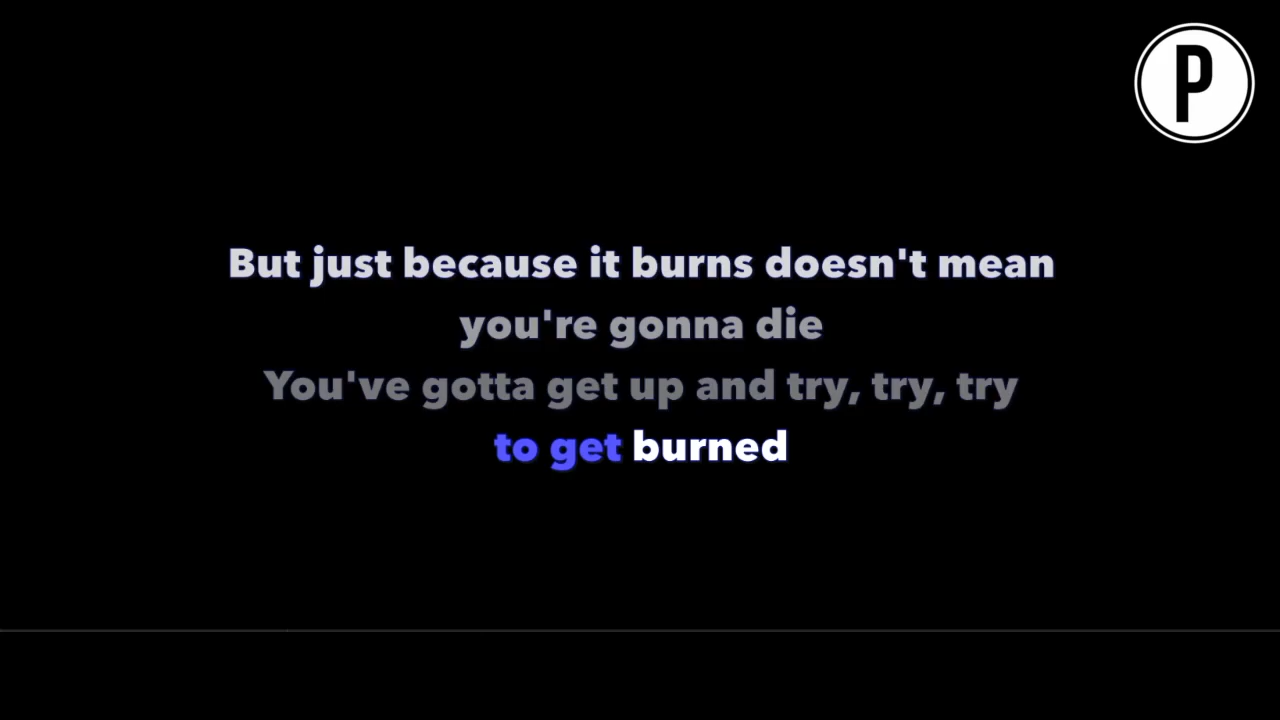 P
But just because it burns doesn't mean
you're gonna die
You've gotta get up and try, try, try
to get burned